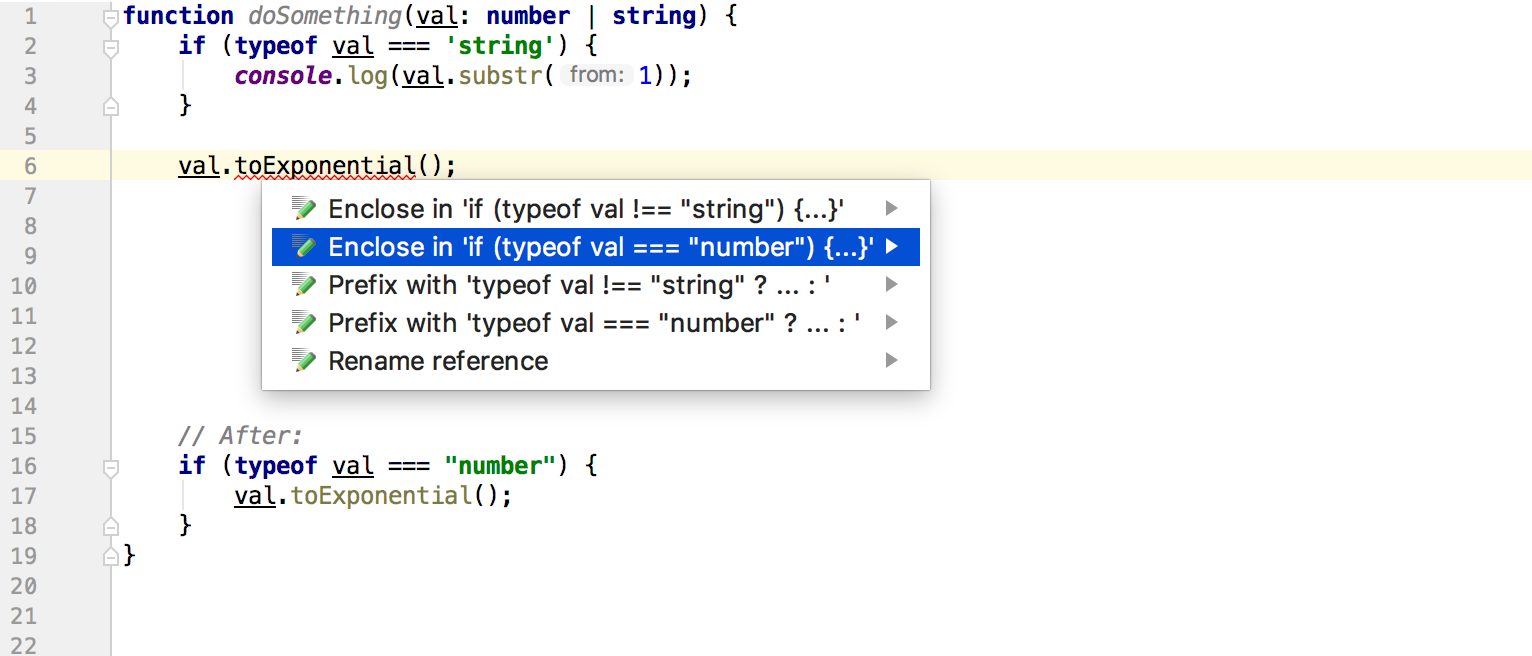 1 function doSomething(val: number | string) {
2 if (typeof val === 'string') {
3 console.log(val.substr( from: 1));
4 }
5
6 val.toExponential();
7
Enclose in 'if (typeof val !== "string") {...}'
8
Enclose in 'if (typeof val === "number") {...}'
9
10 Prefix with 'typeof val !== "string" ? ... : '
11 Prefix with 'typeof val === "number" ? ... : '
12 Rename reference
13
14
15 // After:
16 if (typeof val === "number") {
17 val.toExponential();
18 }
19 }
20
21
22